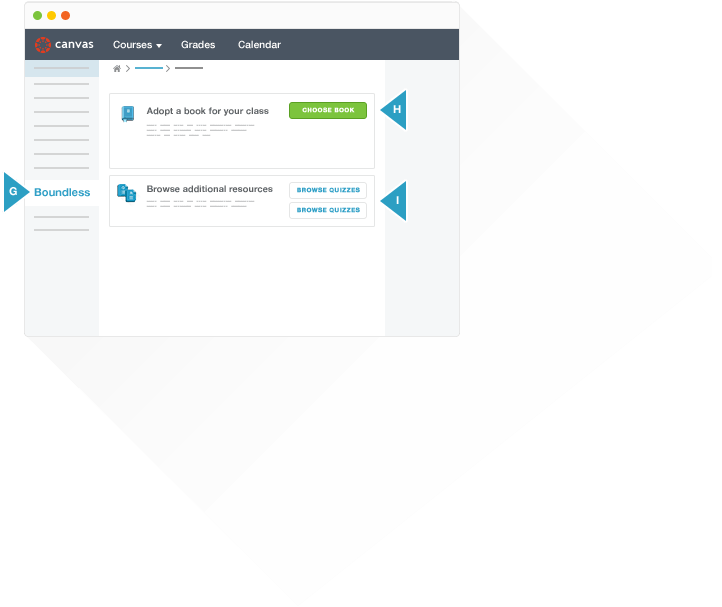 canvas Courses Grades Calendar
Adopt a book for your class CHOOSE BOOK
H
G Boundless
Browse additional resources BROWSE QUIZZES
I
BROWSE QUIZZES